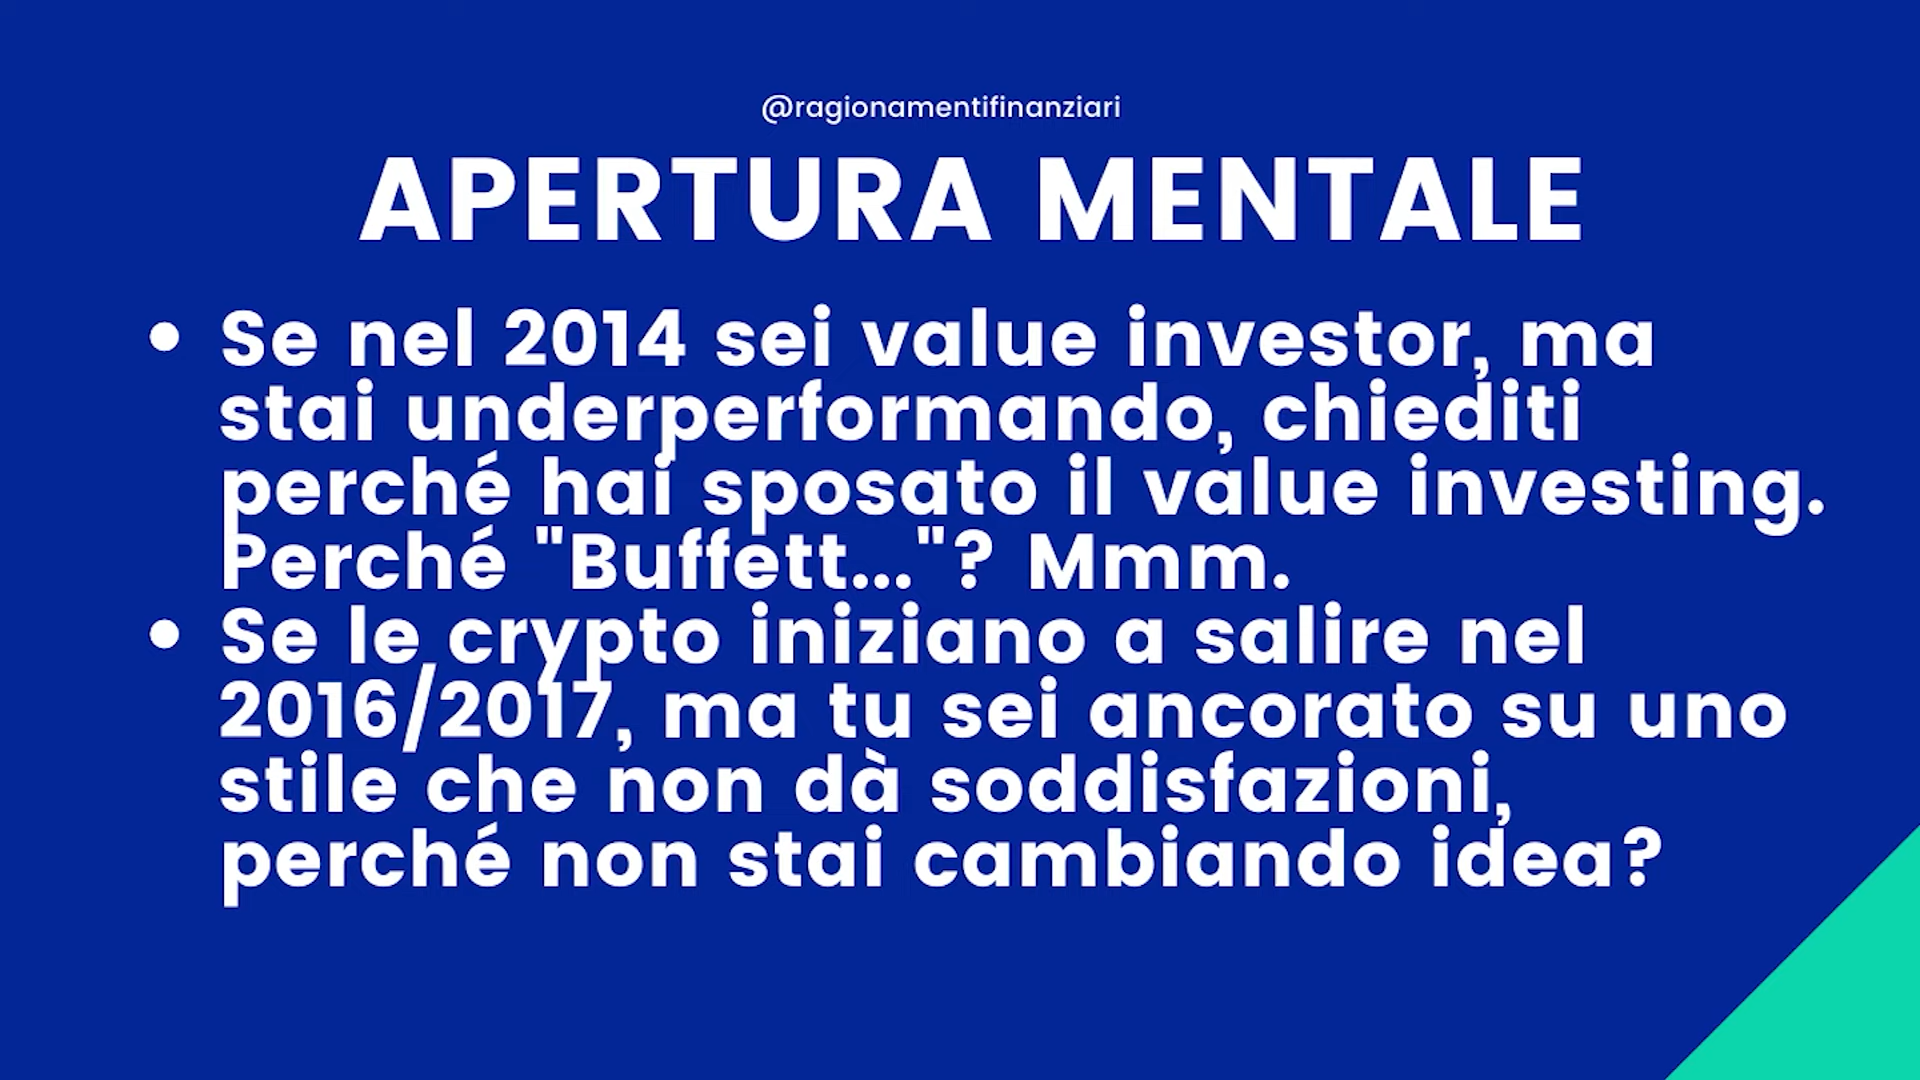 @ragionamentifinanziari
APERTURA MENTALE
• Se nel 2014 sei value investor, ma
stai underperformando, chiediti
perché hai sposato il value investing.
Perché "Buffett..."? Mmm.
• Se le crypto iniziano a salire nel
2016/2017, ma tu sei ancorato su uno
stile che non dà soddisfazioni,
perché non stai cambiando idea?